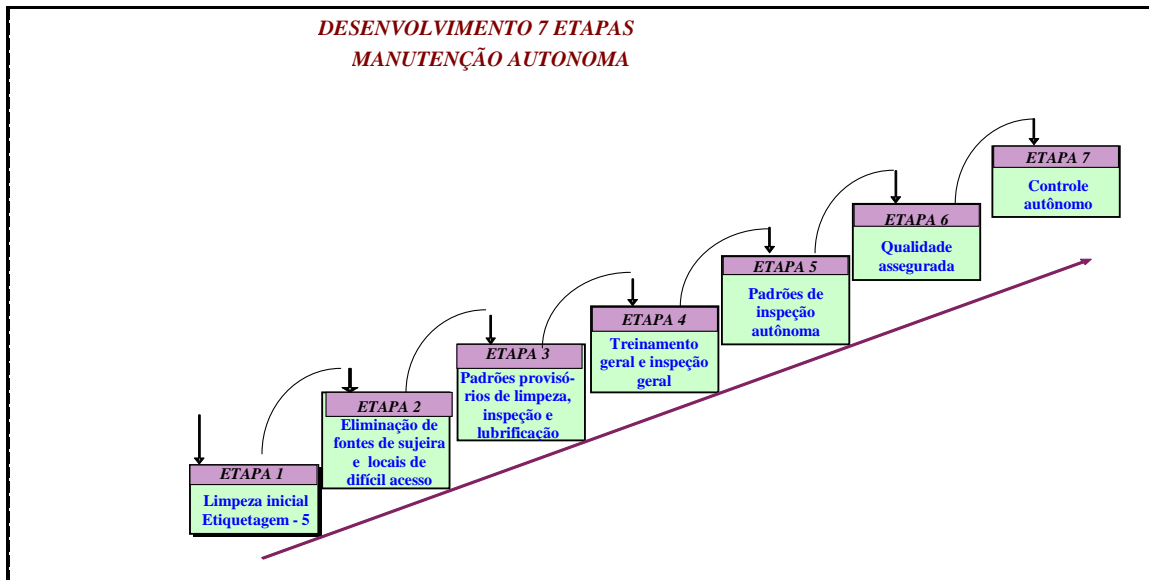 DESENVOLVIMENTO 7 ETAPAS
MANUTENÇÃO AUTONOMA
ETAPA 1
Limpeza inicial
Etiquetagem - 5
ETAPA 2
Eliminação de
fontes de sujeira
e locais de
difícil acesso
ETAPA 3
Padrões provisó-
rios de limpeza,
inspeção e
lubrificação
ETAPA 4
Treinamento
geral e inspeção
geral
ETAPA 5
Padrões de
inspeção
autônoma
ETAPA 6
Qualidade
assegurada
ETAPA 7
Controle
autônomo